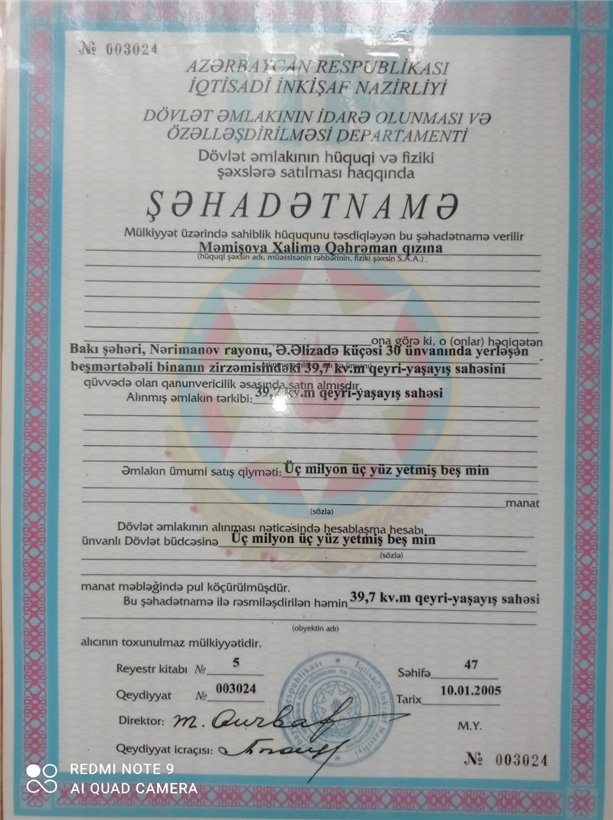 № 003024
AZƏRBAYCAN RESPUBLİKASI
İQTİSADİ İNKİŞAF NAZİRLİYİ
DÖVLƏT ƏMLAKININ İDARƏ OLUNMASI VƏ
ÖZƏLLƏŞDİRİLMƏSİ DEPARTAMENTİ
Dövlət əmlakının hüquqi və fiziki
şəxslərə satılması haqqında
ŞƏHADƏTNAMƏ
Mülkiyyət üzərində sahiblik hüququnu təsdiqləyən bu şəhadətnamə verilir
Məmişova Xalimə Qəhrəman qızına
(hüquqi şəxsin adı, müəssisənin rəhbərinin, fiziki şəxsin S.A.A.)
ona görə ki, o (onlar) həqiqətən
Bakı şəhəri, Nərimanov rayonu, Ə.Əlizadə küçəsi 30 ünvanında yerləşən
beşmərtəbəli binanın zirzəmisindəki 39,7 kv.m qeyri-yaşayış sahəsini
qüvvədə olan qanunvericilik əsasında satın almışdır.
Alınmış əmlakın tərkibi: 39,7 kv.m qeyri-yaşayış sahəsi
Əmlakın ümumi satış qiyməti: Üç milyon üç yüz yetmiş beş min
manat
(sözlə)
Dövlət əmlakının alınması nəticəsində hesablaşma hesabı
ünvanlı Dövlət büdcəsinə Üç milyon üç yüz yetmiş beş min
(sözlə)
manat məbləğində pul köçürülmüşdür.
Bu şəhadətnamə ilə rəsmiləşdirilən həmin 39,7 kv.m qeyri-yaşayış sahəsi
(obyektin adı)
alıcının toxunulmaz mülkiyyətidir.
Reyestr kitabı № 5 Səhifə 47
Qeydiyyat № 003024 Tarix 10.01.2005
Direktor: M.Y.
Qeydiyyat icraçısı:
№ 003024
REDMI NOTE 9
AI QUAD CAMERA